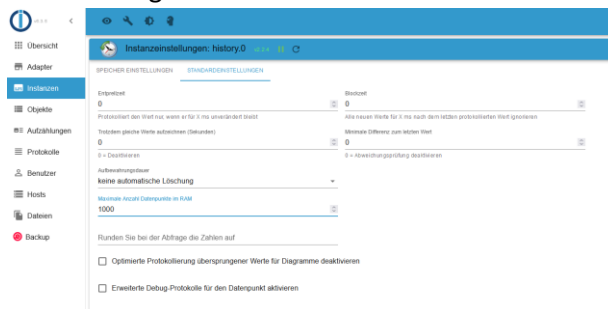 Übersicht
Adapter
Instanzen
Objekte
Aufzählungen
Protokolle
Benutzer
Hosts
Dateien
Backup
Instanzeinstellungen: history.0
SPEICHER EINSTELLUNGEN STANDARDEINSTELLUNGEN
Entprellzeit
0
Protokolliert den Wert nur, wenn er für X ms unverändert bleibt
Blockzeit
0
Alle neuen Werte für X ms nach dem letzten protokollierten Wert ignorieren
Trotzdem gleiche Werte aufzeichnen (Sekunden)
0
0 = Deaktivieren
Minimale Differenz zum letzten Wert
0
0 = Abweichungsprüfung deaktivieren
Aufbewahrungsdauer
keine automatische Löschung
Maximale Anzahl Datenpunkte im RAM
1000
Runden Sie bei der Abfrage die Zahlen auf
Optimierte Protokollierung übersprungener Werte für Diagramme deaktivieren
Erweiterte Debug-Protokolle für den Datenpunkt aktivieren